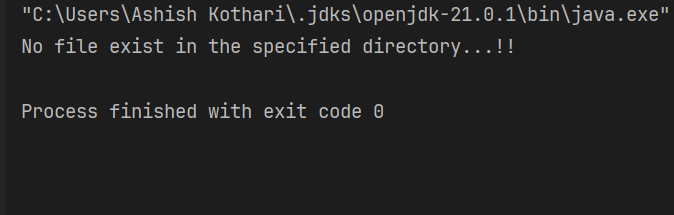 "C:\Users\Ashish Kothari\.jdks\openjdk-21.0.1\bin\java.exe"
No file exist in the specified directory...!!
Process finished with exit code 0